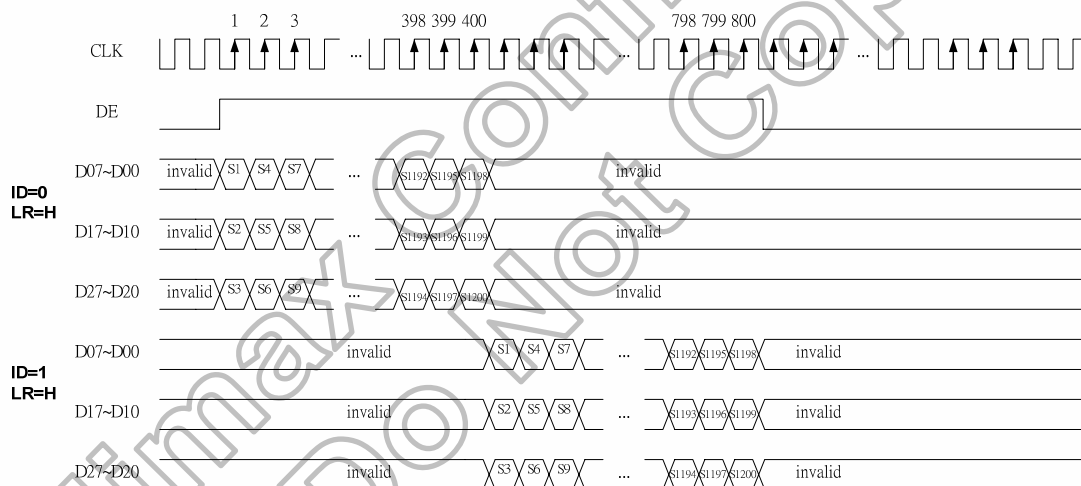 1 2 3 398 399 400 798 799 800
CLK ... ... ...
DE
D07~D00 invalid S1 S4 S7 ... S1192 S1195 S1198 invalid
ID=0
LR=H
D17~D10 invalid S2 S5 S8 ... S1193 S1196 S1199 invalid
D27~D20 invalid S3 S6 S9 ... S1194 S1197 S1200 invalid
D07~D00 invalid S1 S4 S7 ... S1192 S1195 S1198 invalid
ID=1
LR=H
D17~D10 invalid S2 S5 S8 ... S1193 S1196 S1199 invalid
D27~D20 invalid S3 S6 S9 ... S1194 S1197 S1200 invalid
Do Not